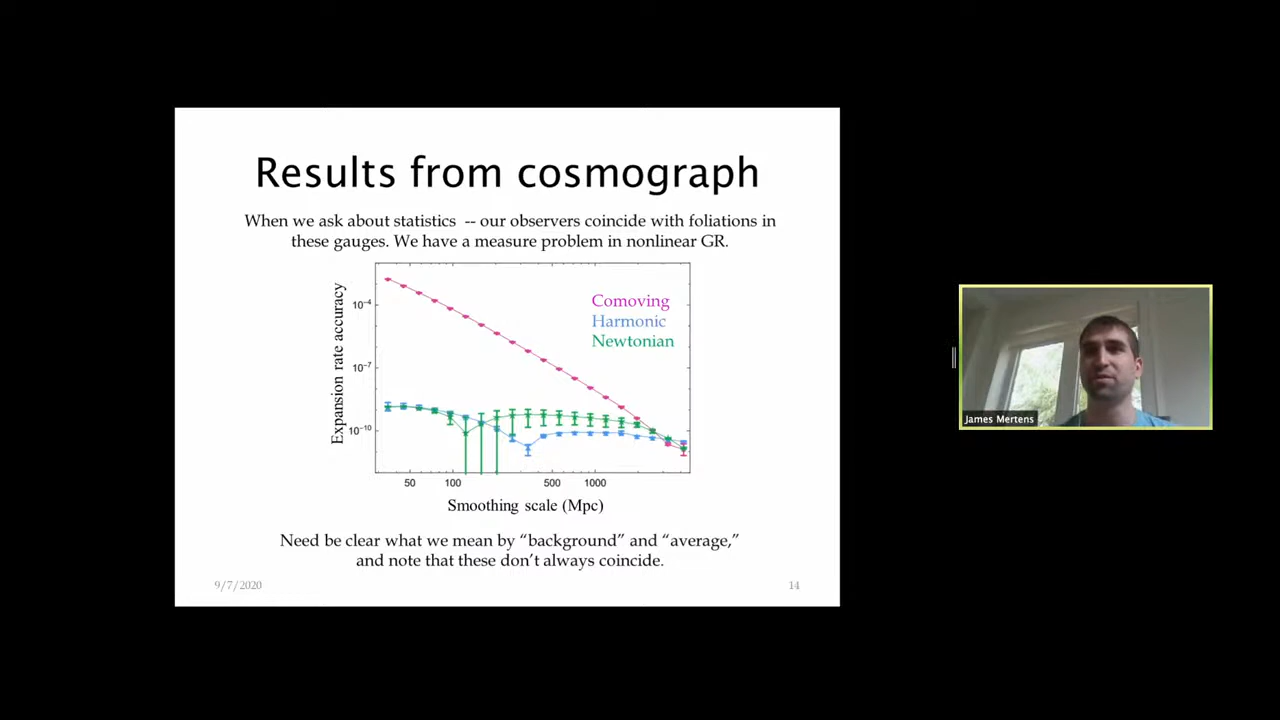 Results from cosmograph
When we ask about statistics -- our observers coincide with foliations in
these gauges. We have a measure problem in nonlinear GR.
Expansion rate accuracy
10⁻⁴
10⁻⁷
10⁻¹⁰
Comoving
Harmonic
Newtonian
50 100 500 1000
Smoothing scale (Mpc)
Need be clear what we mean by “background” and “average,”
and note that these don’t always coincide.
9/7/2020 14
James Mertens